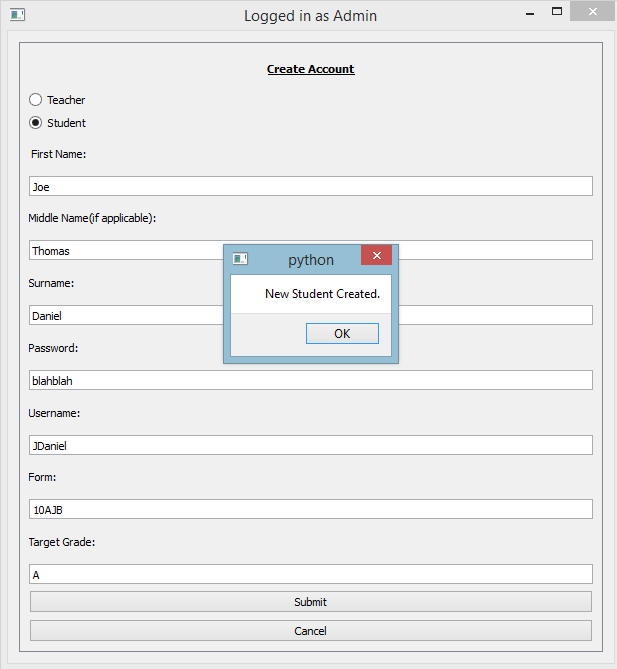 Logged in as Admin
Create Account
Teacher
Student
First Name:
Joe
Middle Name(if applicable):
Thomas
python
New Student Created.
OK
Surname:
Daniel
Password:
blahblah
Username:
JDaniel
Form:
10AJB
Target Grade:
A
Submit
Cancel